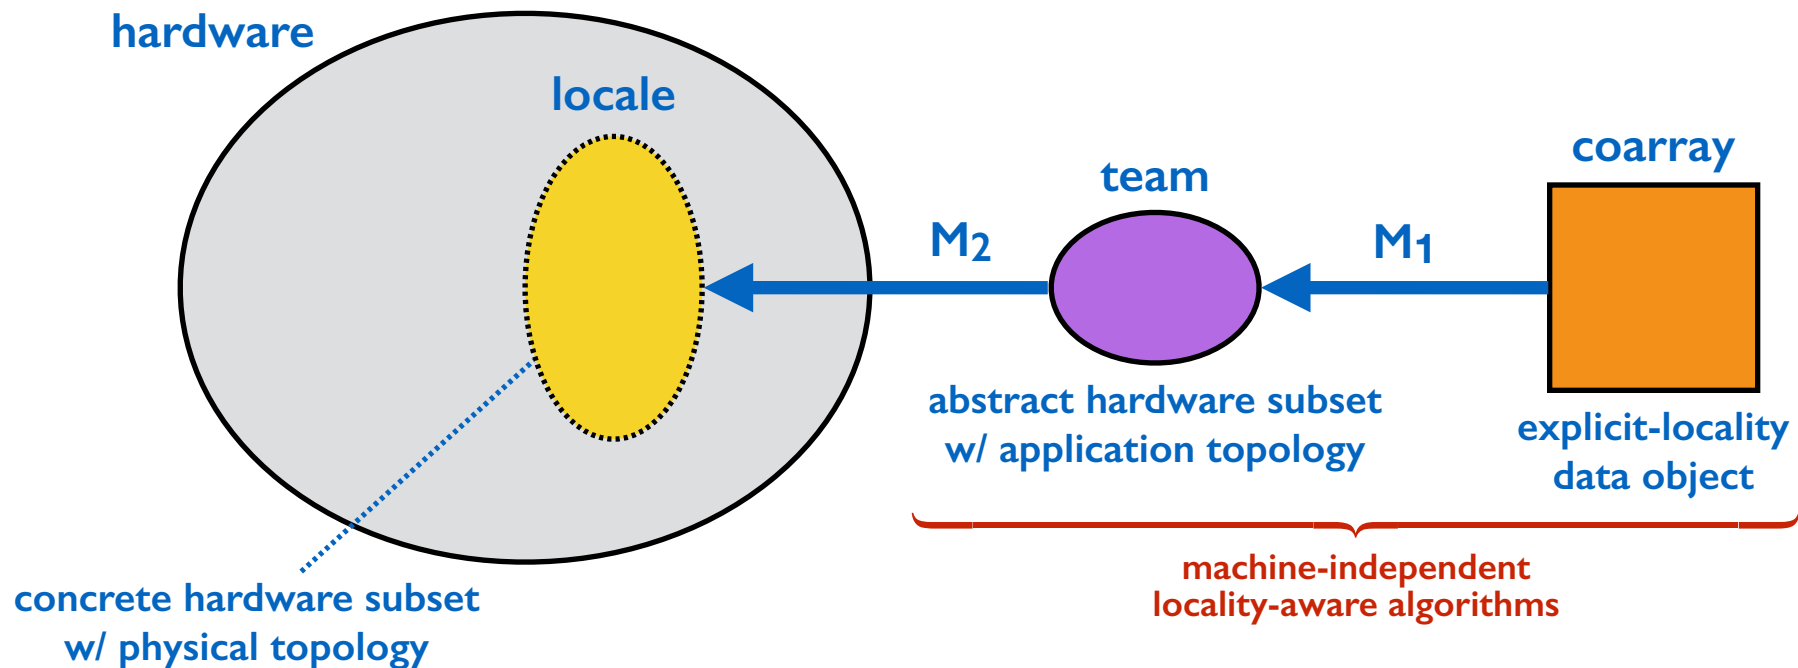 hardware
locale
concrete hardware subset
w/ physical topology
M2
team
abstract hardware subset
w/ application topology
M1
coarray
explicit-locality
data object
machine-independent
locality-aware algorithms